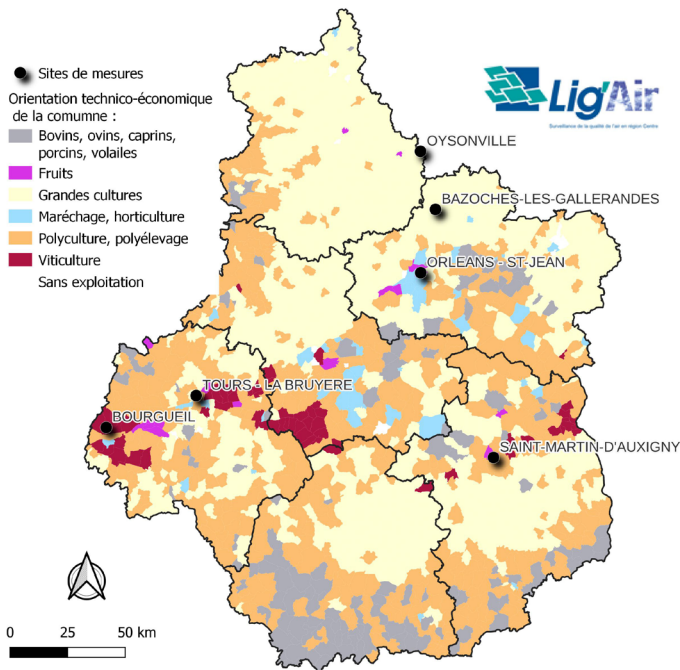 Sites de mesures
Orientation technico-économique
de la comumne :
Bovins, ovins, caprins,
porcins, volailes
Fruits
Grandes cultures
Maréchage, horticulture
Polyculture, polyélevage
Viticulture
Sans exploitation
Lig'Air
Surveillance de la qualité de l'air en région Centre
OYSONVILLE
BAZOCHES-LES-GALLERANDES
ORLEANS - ST-JEAN
TOURS - LA BRUYERE
BOURGUEIL
SAINT-MARTIN-D'AUXIGNY
0 25 50 km